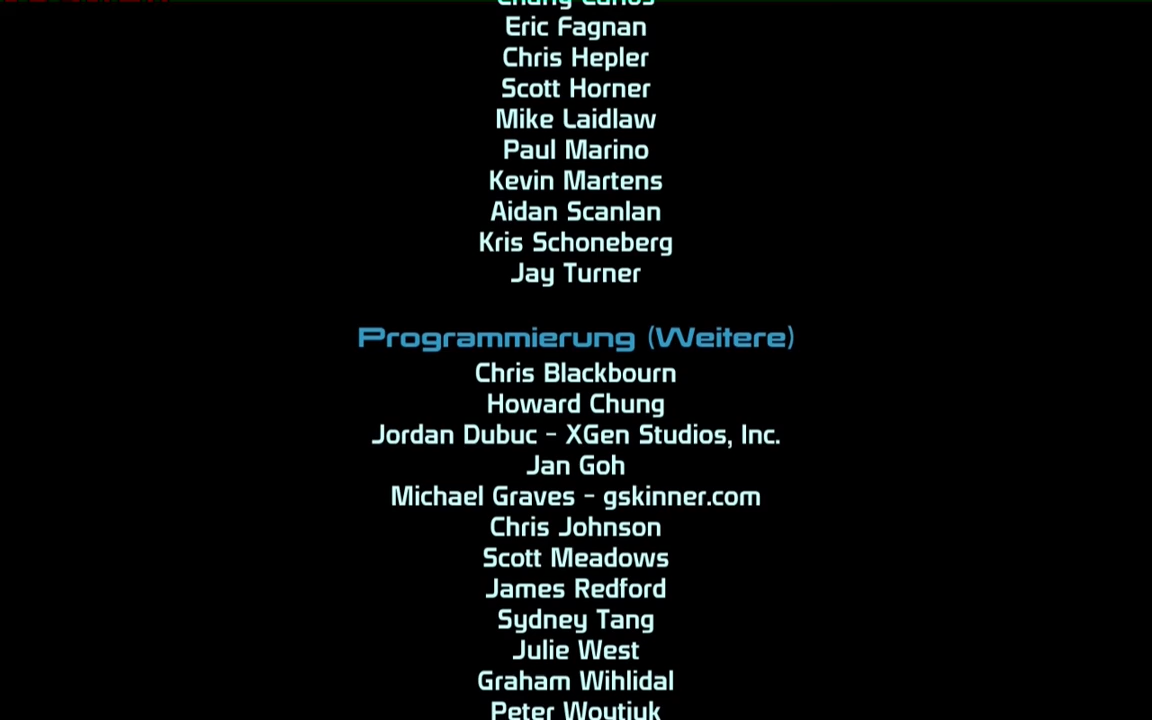 Eric Fagnan
Chris Hepler
Scott Horner
Mike Laidlaw
Paul Marino
Kevin Martens
Aidan Scanlan
Kris Schoneberg
Jay Turner
Programmierung (Weitere)
Chris Blackbourn
Howard Chung
Jordan Dubuc - XGen Studios, Inc.
Jan Goh
Michael Graves - gskinner.com
Chris Johnson
Scott Meadows
James Redford
Sydney Tang
Julie West
Graham Wihlidal
Peter Woytiuk